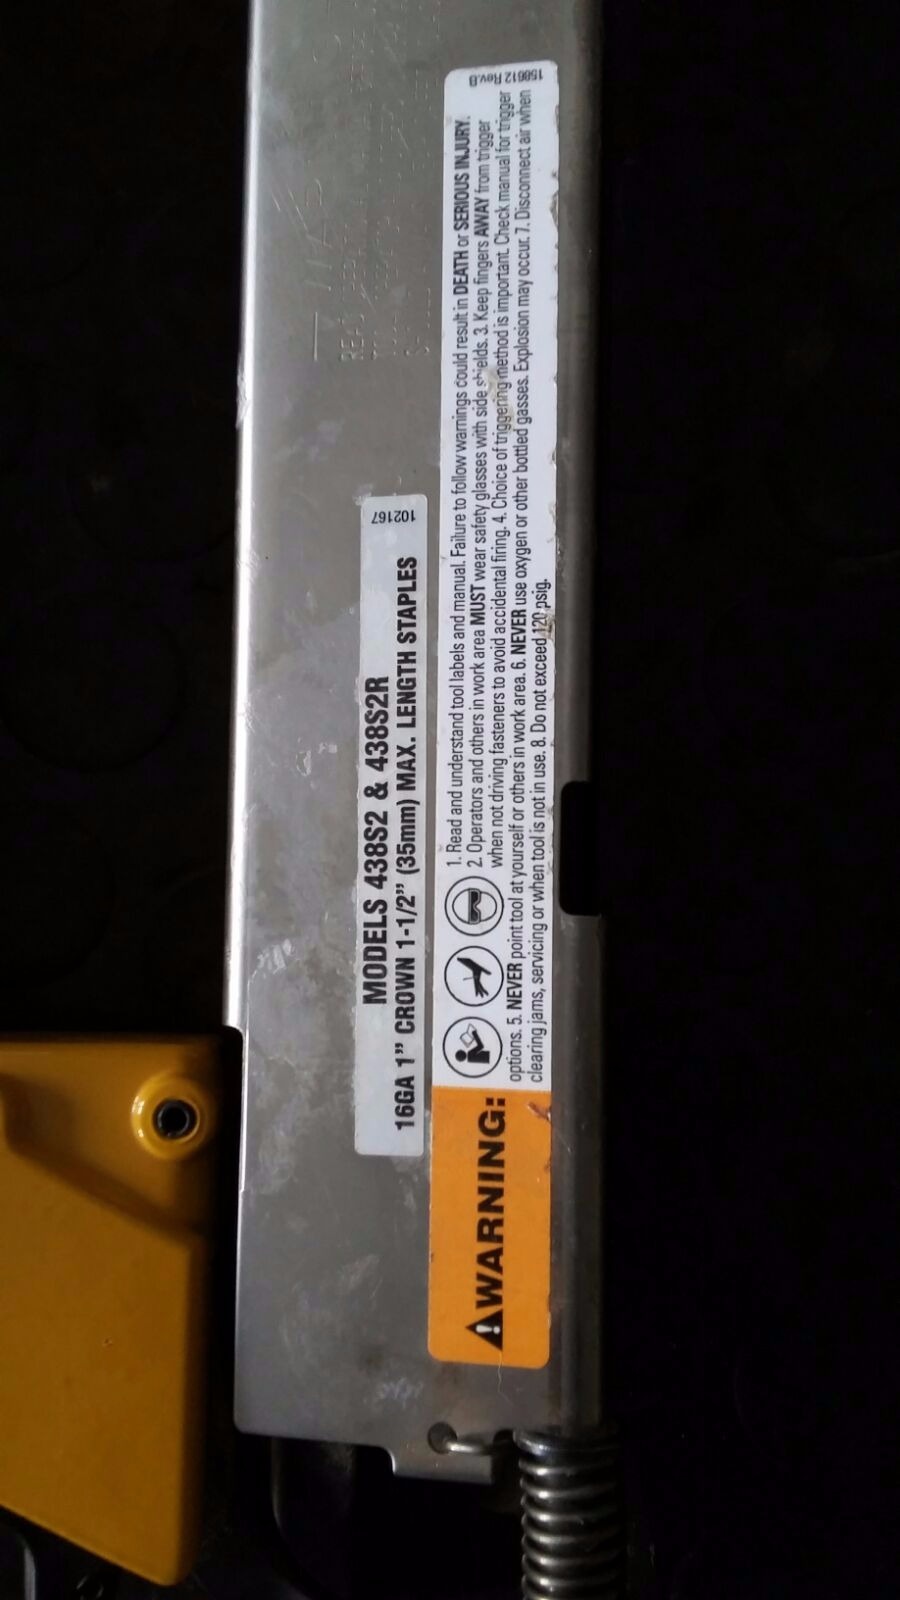 MODELS 438S2 & 438S2R
16GA 1” CROWN 1-1/2” (35mm) MAX. LENGTH STAPLES
102167
WARNING:
1. Read and understand tool labels and manual. Failure to follow warnings could result in DEATH or SERIOUS INJURY.
2. Operators and others in work area MUST wear safety glasses with side shields. 3. Keep fingers AWAY from trigger
when not driving fasteners to avoid accidental firing. 4. Choice of triggering method is important. Check manual for trigger
options. 5. NEVER point tool at yourself or others in work area. 6. NEVER use oxygen or other bottled gasses. Explosion may occur. 7. Disconnect air when
clearing jams, servicing or when tool is not in use. 8. Do not exceed 120 psig.
158612 Rev.B